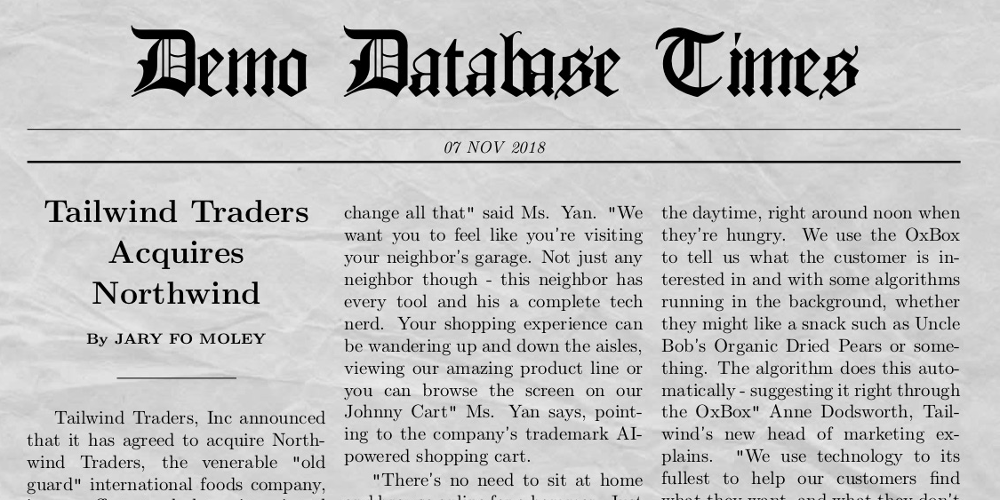 Demo Database Times
07 NOV 2018
Tailwind Traders
Acquires
Northwind
By JARY FO MOLEY
Tailwind Traders, Inc announced
that it has agreed to acquire North-
wind Traders, the venerable "old
guard" international foods company,
change all that" said Ms. Yan. "We
want you to feel like you're visiting
your neighbor's garage. Not just any
neighbor though - this neighbor has
every tool and his a complete tech
nerd. Your shopping experience can
be wandering up and down the aisles,
viewing our amazing product line or
you can browse the screen on our
Johnny Cart" Ms. Yan says, point-
ing to the company's trademark AI-
powered shopping cart.
"There's no need to sit at home
the daytime, right around noon when
they're hungry. We use the OxBox
to tell us what the customer is in-
terested in and with some algorithms
running in the background, whether
they might like a snack such as Uncle
Bob's Organic Dried Pears or some-
thing. The algorithm does this auto-
matically - suggesting it right through
the OxBox" Anne Dodsworth, Tail-
wind's new head of marketing ex-
plains. "We use technology to its
fullest to help our customers find
what they want, and what they don't